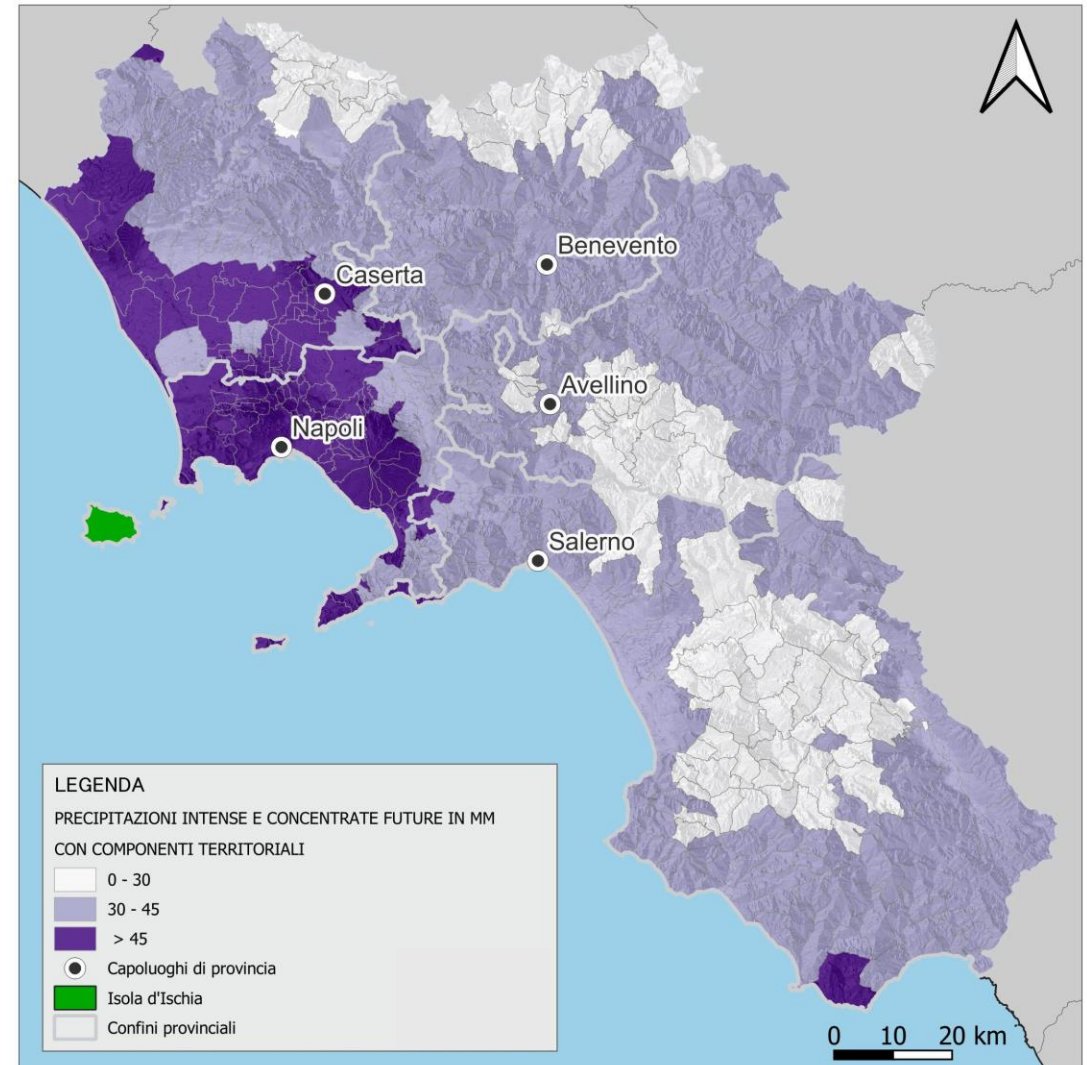 Benevento
Caserta
Avellino
Napoli
Salerno
LEGENDA
PRECIPITAZIONI INTENSE E CONCENTRATE FUTURE IN MM
CON COMPONENTI TERRITORIALI
0 - 30
30 - 45
> 45
Capoluoghi di provincia
Isola d'Ischia
Confini provinciali
0 10 20 km